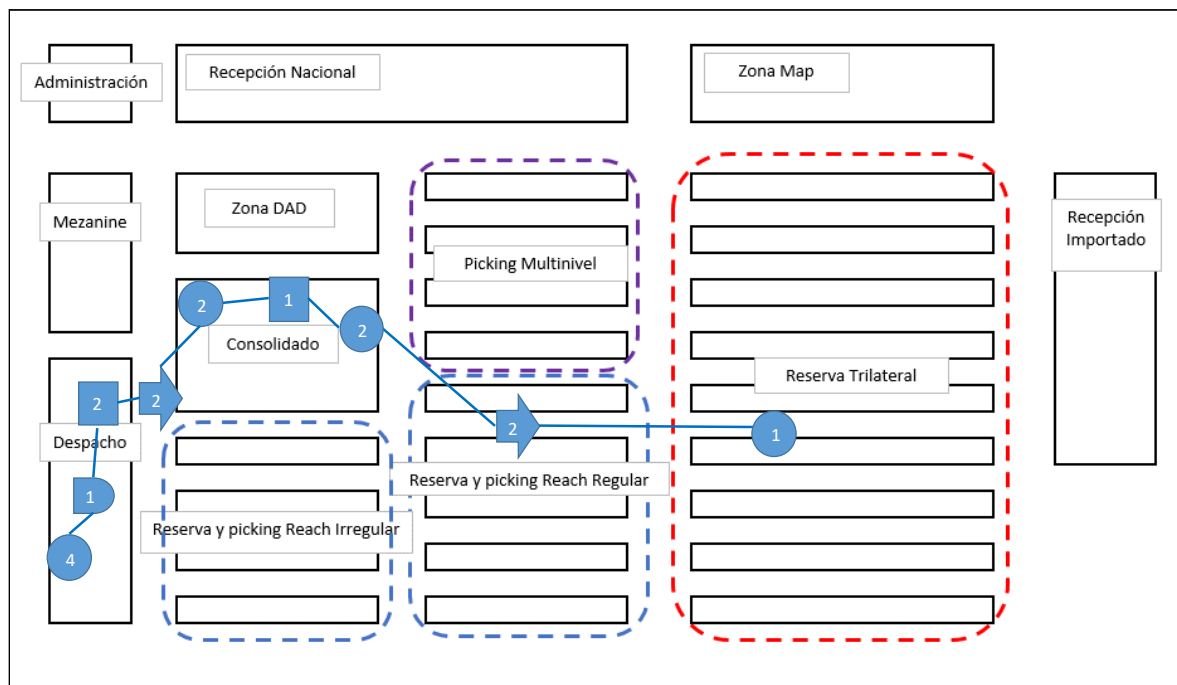 Administración
Recepción Nacional
Zona Map
Mezanine
Zona DAD
Picking Multinivel
Recepción
Importado
2
1
2
Consolidado
Reserva Trilateral
2
2
Despacho
2
1
Reserva y picking Reach Regular
1
Reserva y picking Reach Irregular
4